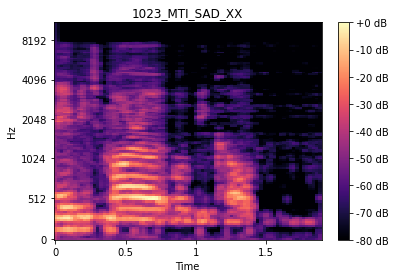 1023_MTI_SAD_XX
8192
4096
2048
1024
512
0
Hz
0
0.5
1
1.5
Time
+0 dB
-10 dB
-20 dB
-30 dB
-40 dB
-50 dB
-60 dB
-70 dB
-80 dB